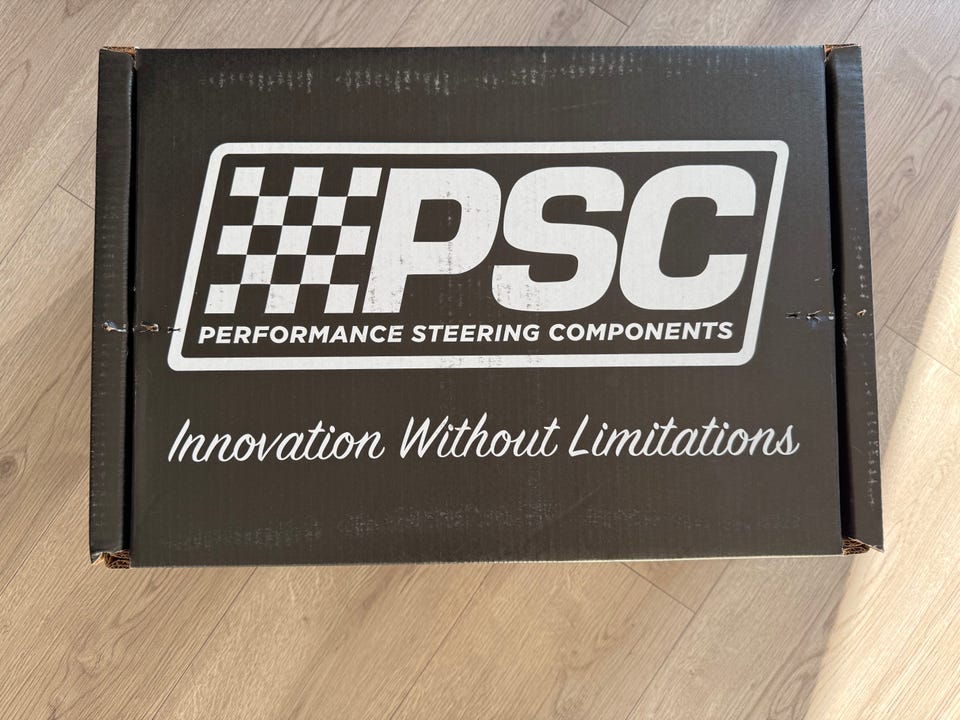 PSC
PERFORMANCE STEERING COMPONENTS
Innovation Without Limitations